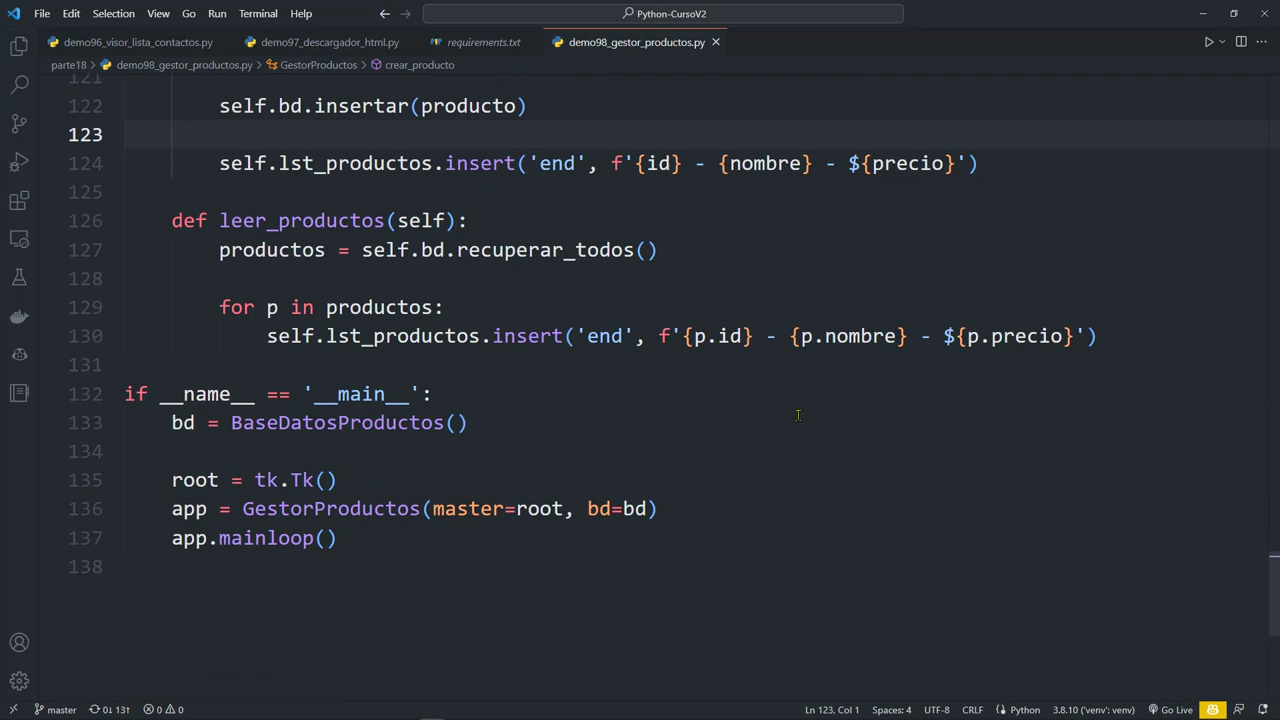 File Edit Selection View Go Run Terminal Help Python-CursoV2
demo96_visor_lista_contactos.py demo97_descargador_html.py requirements.txt demo98_gestor_productos.py
parte18 > demo98_gestor_productos.py > GestorProductos > crear_producto
121
122 self.bd.insertar(producto)
123
124 self.lst_productos.insert('end', f'{id} - {nombre} - ${precio}')
125
126 def leer_productos(self):
127 productos = self.bd.recuperar_todos()
128
129 for p in productos:
130 self.lst_productos.insert('end', f'{p.id} - {p.nombre} - ${p.precio}')
131
132 if __name__ == '__main__':
133 bd = BaseDatosProductos()
134
135 root = tk.Tk()
136 app = GestorProductos(master=root, bd=bd)
137 app.mainloop()
138
master 0↓ 13↑ 0 0 Ln 123, Col 1 Spaces: 4 UTF-8 CRLF Python 3.8.10 ('venv': venv) Go Live